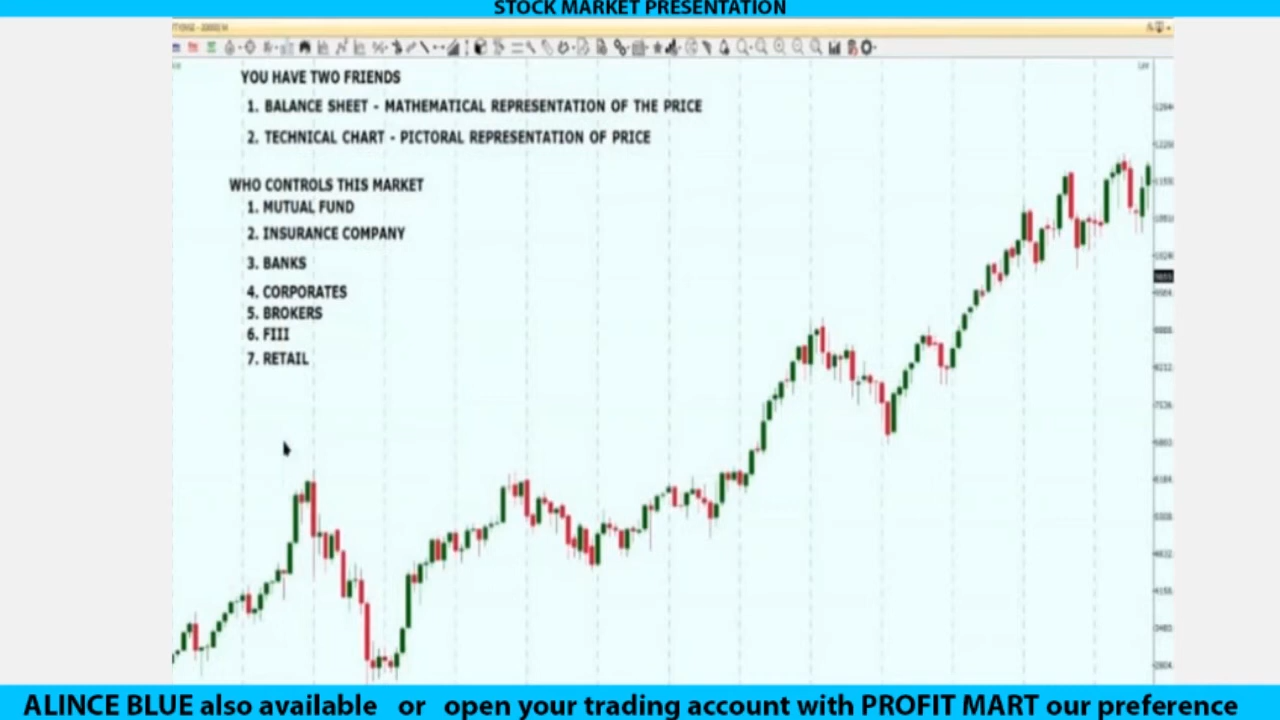 STOCK MARKET PRESENTATION
YOU HAVE TWO FRIENDS
1. BALANCE SHEET - MATHEMATICAL REPRESENTATION OF THE PRICE
2. TECHNICAL CHART - PICTORAL REPRESENTATION OF PRICE
WHO CONTROLS THIS MARKET
1. MUTUAL FUND
2. INSURANCE COMPANY
3. BANKS
4. CORPORATES
5. BROKERS
6. FIII
7. RETAIL
ALINCE BLUE also available or open your trading account with PROFIT MART our preference